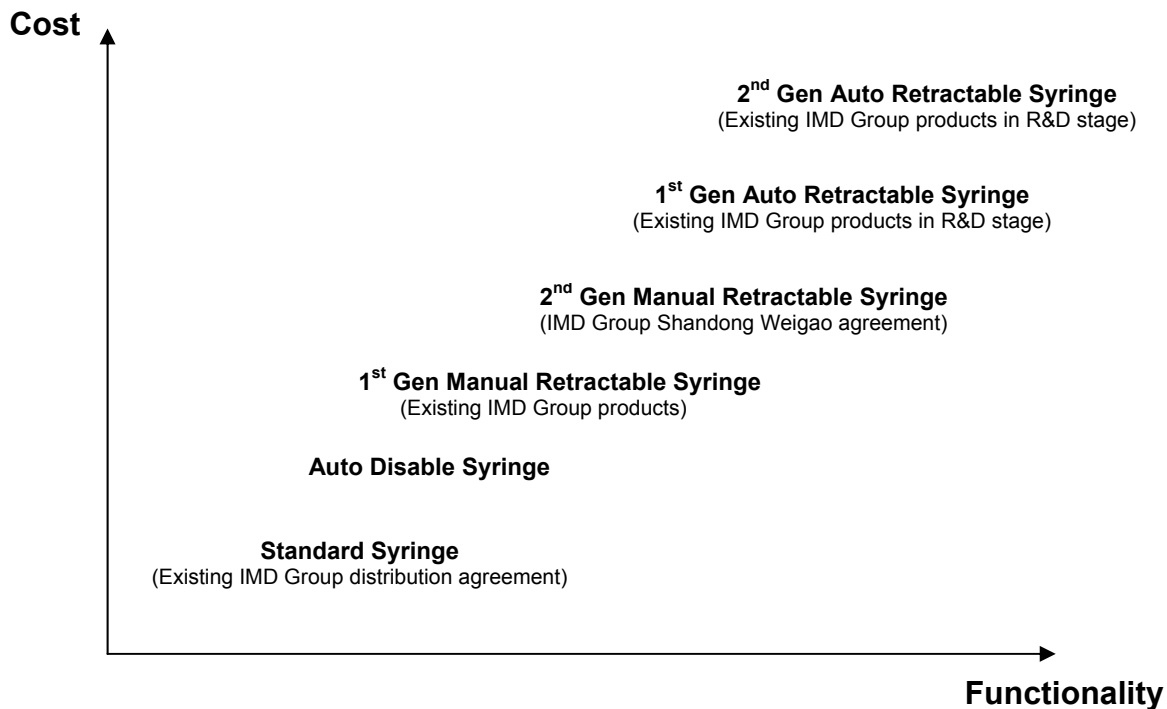 Cost
2nd Gen Auto Retractable Syringe
(Existing IMD Group products in R&D stage)
1st Gen Auto Retractable Syringe
(Existing IMD Group products in R&D stage)
2nd Gen Manual Retractable Syringe
(IMD Group Shandong Weigao agreement)
1st Gen Manual Retractable Syringe
(Existing IMD Group products)
Auto Disable Syringe
Standard Syringe
(Existing IMD Group distribution agreement)
Functionality